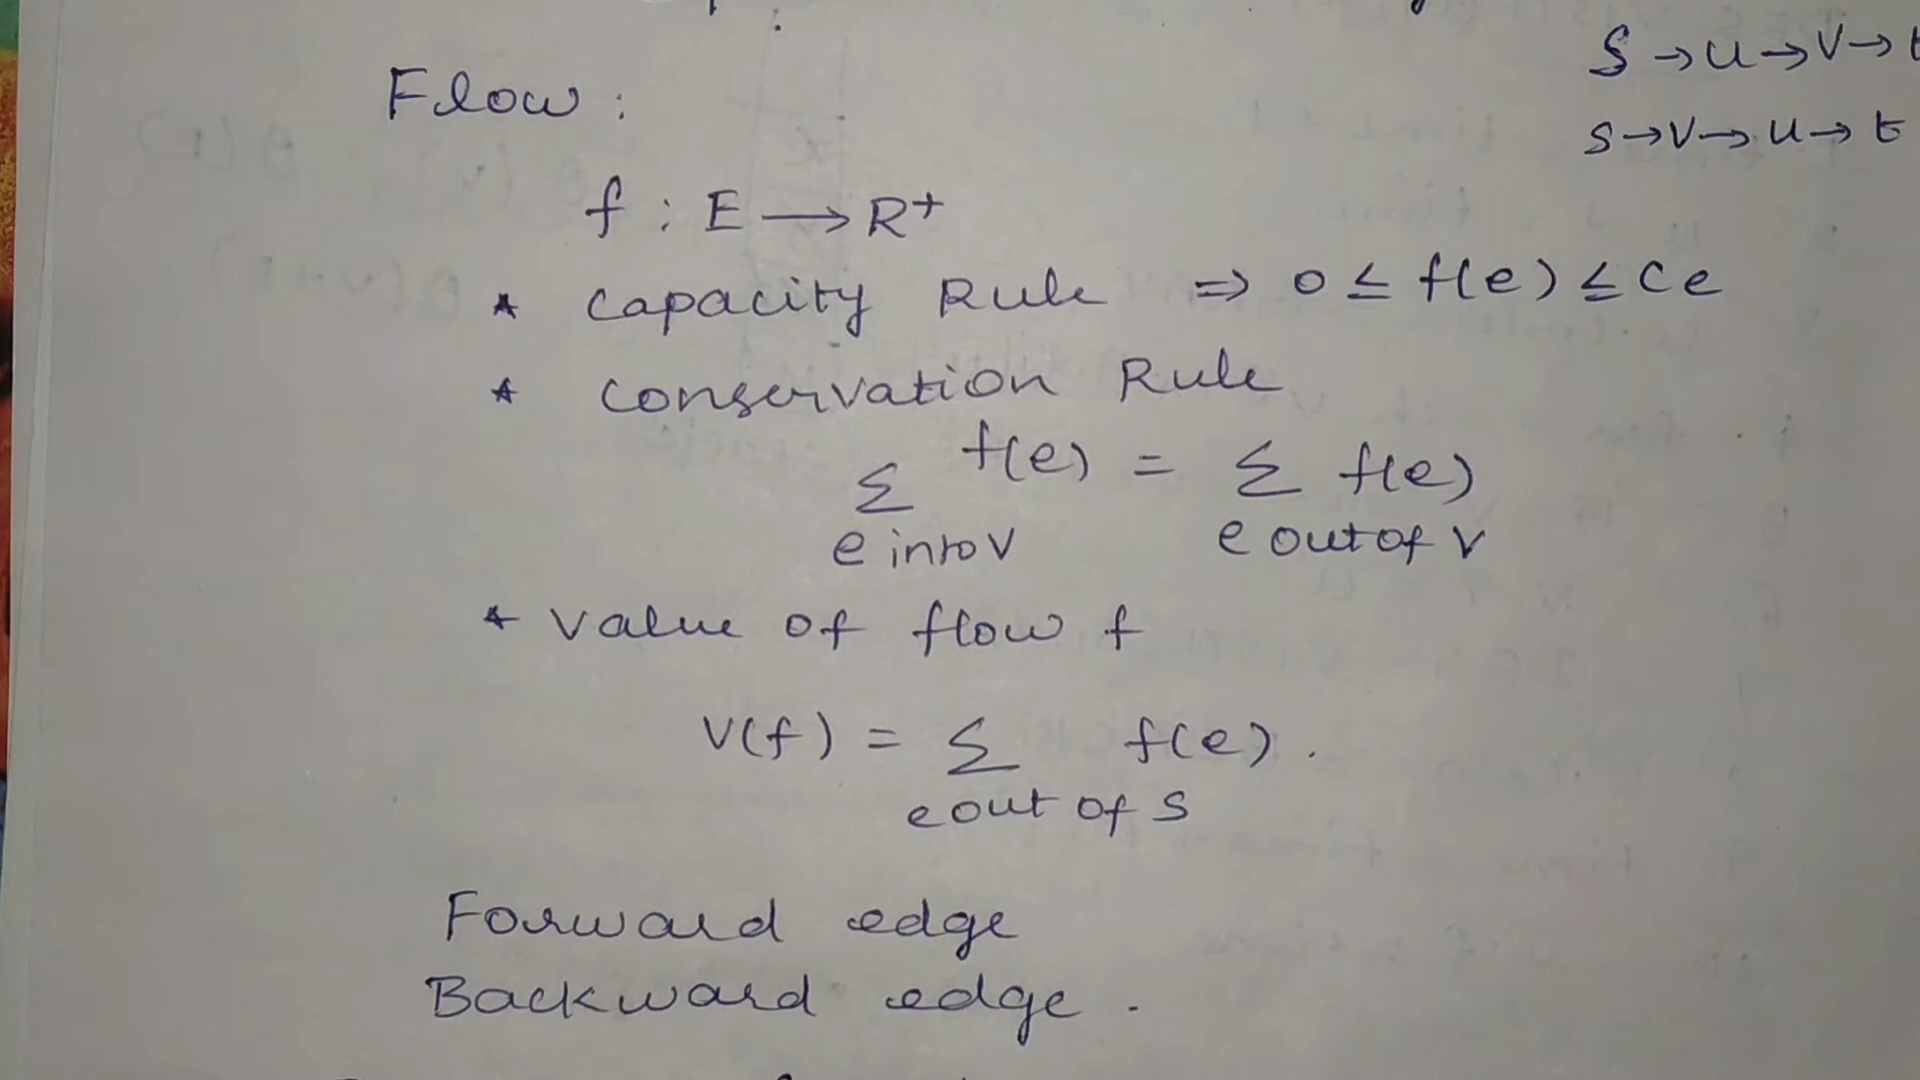 S → u → v → t
s → v → u → t
Flow :
f : E ⟶ R⁺
* Capacity Rule ⇒ 0 ≤ f(e) ≤ Ce
* Conservation Rule
Σ f(e) = Σ f(e)
e into v e out of v
* Value of flow f
V(f) = Σ f(e).
e out of s
Forward edge
Backward edge.